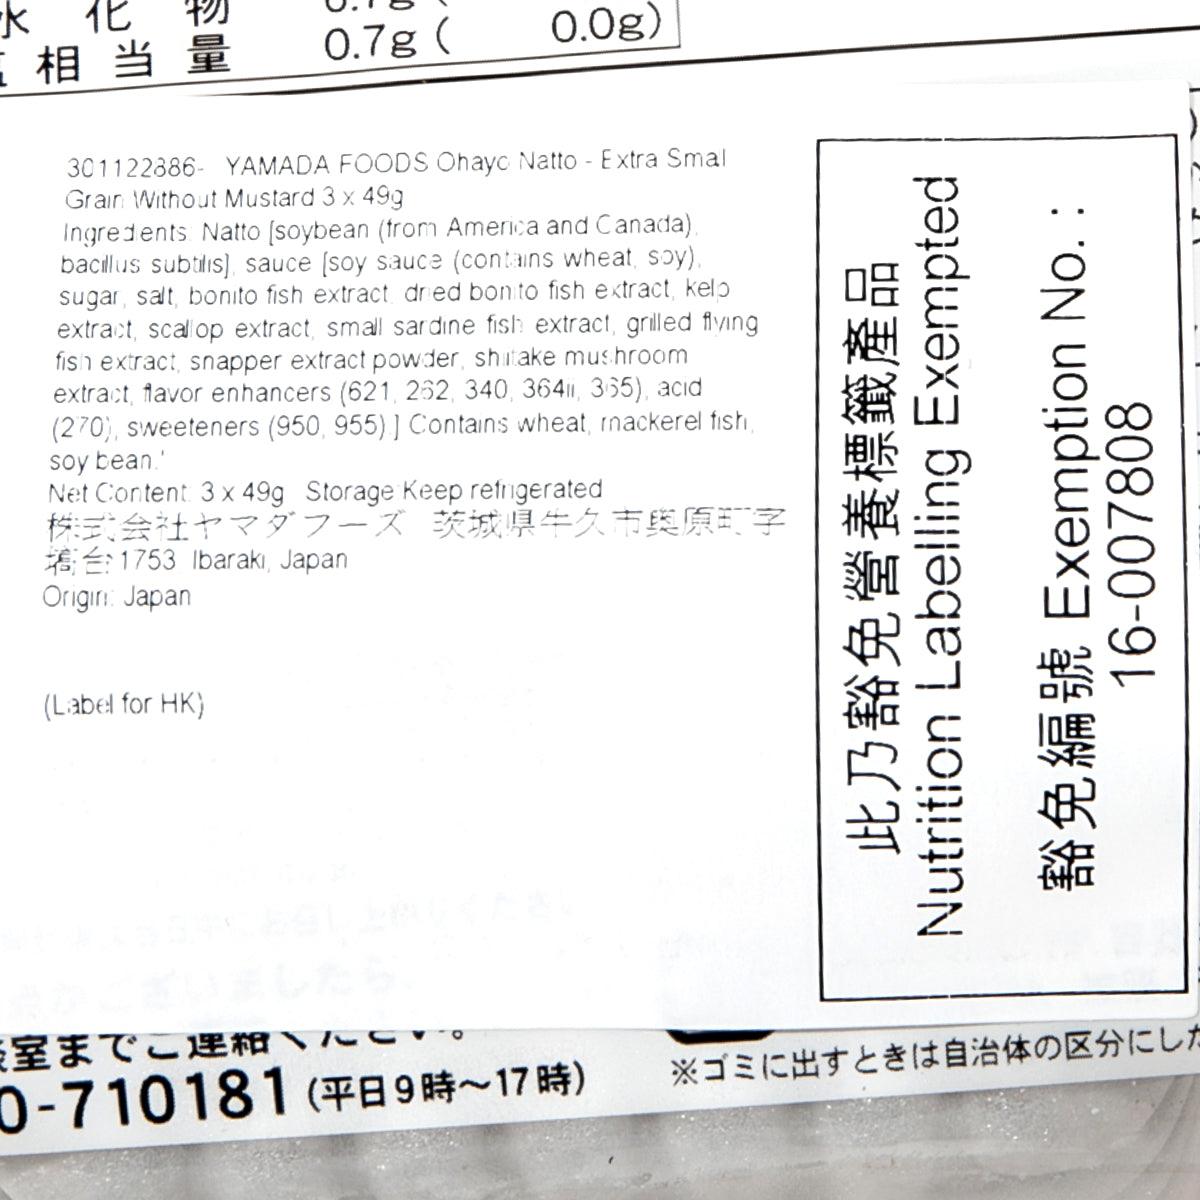 水 化 物
相 当 量 0.7g ( 0.0g)
301122886- YAMADA FOODS Ohayo Natto - Extra Smal
Grain Without Mustard 3 x 49g
Ingredients: Natto [soybean (from America and Canada),
bacillus subtilis], sauce [soy sauce (contains wheat, soy),
sugar, salt, bonito fish extract, dried bonito fish extract, kelp
extract, scallop extract, small sardine fish extract, grilled flying
fish extract, snapper extract powder, shiitake mushroom
extract, flavor enhancers (621, 262, 340, 364ii, 365), acid
(270), sweeteners (950, 955).] Contains wheat, mackerel fish,
soy bean.'
Net Content: 3 x 49g Storage:Keep refrigerated
株式会社ヤマダフーズ 茨城県牛久市奥原町字
塙台1753 Ibaraki, Japan
Origin: Japan
(Label for HK)
此乃豁免營養標籤產品
Nutrition Labelling Exempted
豁免編號 Exemption No. :
16-007808
室までご連絡ください。
0-710181 (平日9時〜17時)
※ゴミに出すときは自治体の区分にした